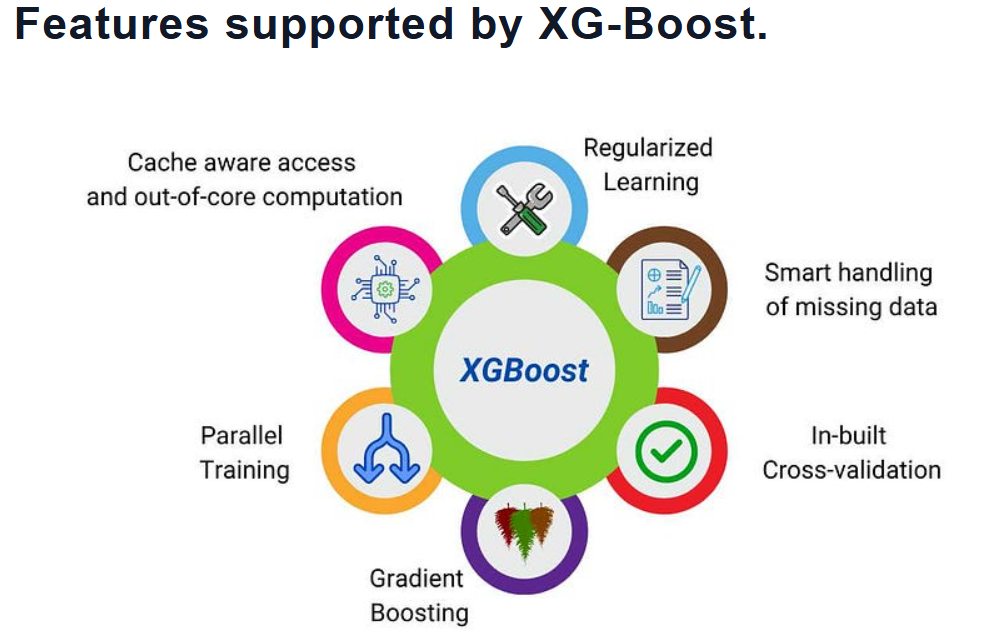 Features supported by XG-Boost.
Cache aware access
and out-of-core computation
Regularized
Learning
Smart handling
of missing data
XGBoost
Parallel
Training
In-built
Cross-validation
Gradient
Boosting